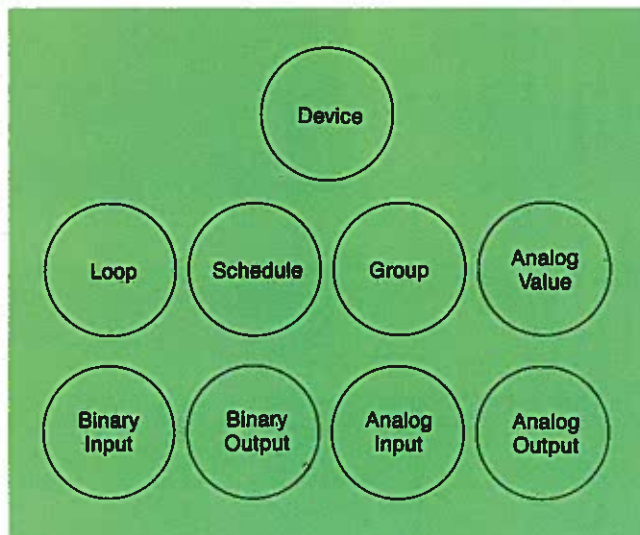 Device
Loop
Schedule
Group
Analog
Value
Binary
Input
Binary
Output
Analog
Input
Analog
Output